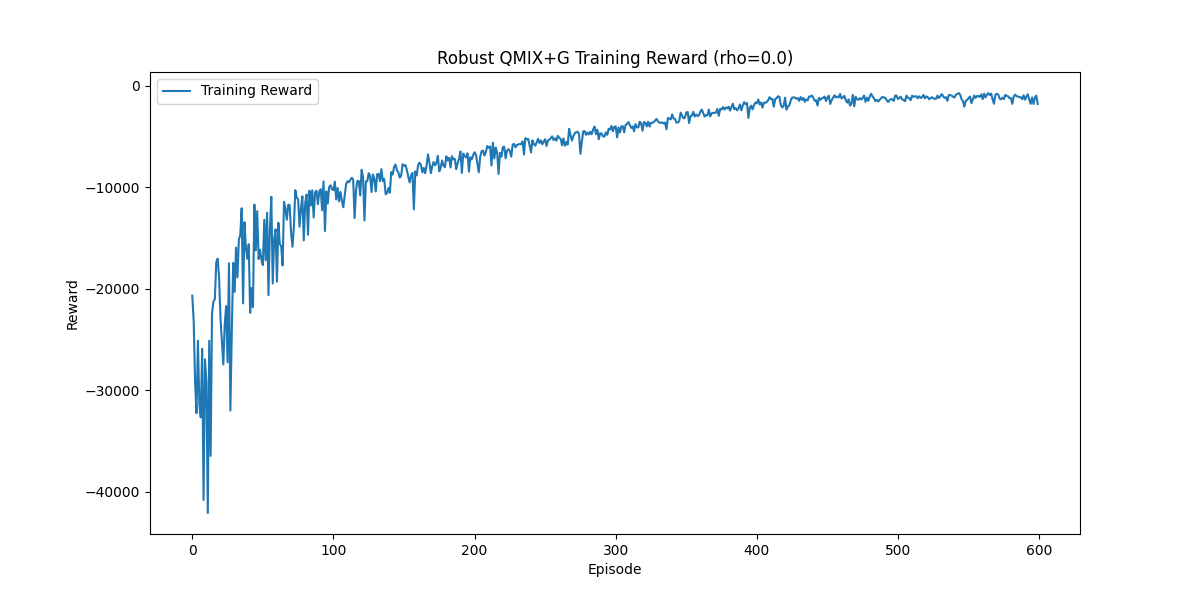 Robust QMIX+G Training Reward (rho=0.0)
Training Reward
0
−10000
−20000
−30000
−40000
Reward
0 100 200 300 400 500 600
Episode